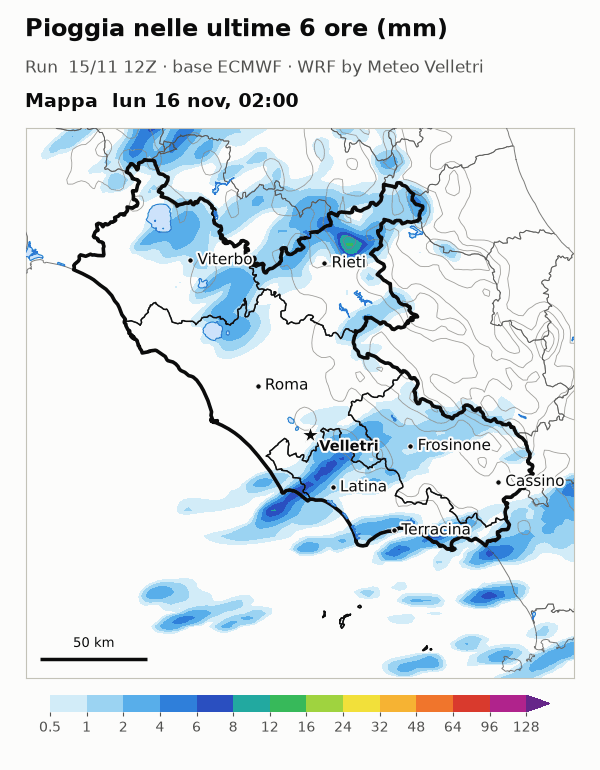 Pioggia nelle ultime 6 ore (mm)
Run 15/11 12Z · base ECMWF · WRF by Meteo Velletri
Mappa lun 16 nov, 02:00
Viterbo
Rieti
Roma
Velletri
Frosinone
Latina
Cassino
Terracina
50 km
0.5 1 2 4 6 8 12 16 24 32 48 64 96 128